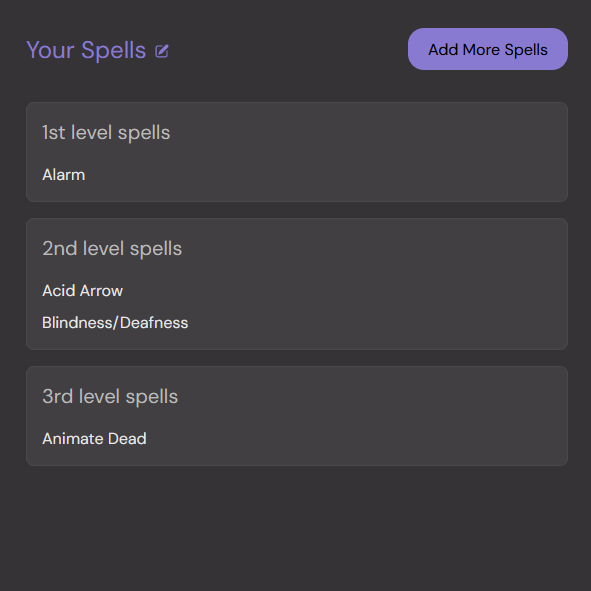 Your Spells
Add More Spells
1st level spells
Alarm
2nd level spells
Acid Arrow
Blindness/Deafness
3rd level spells
Animate Dead